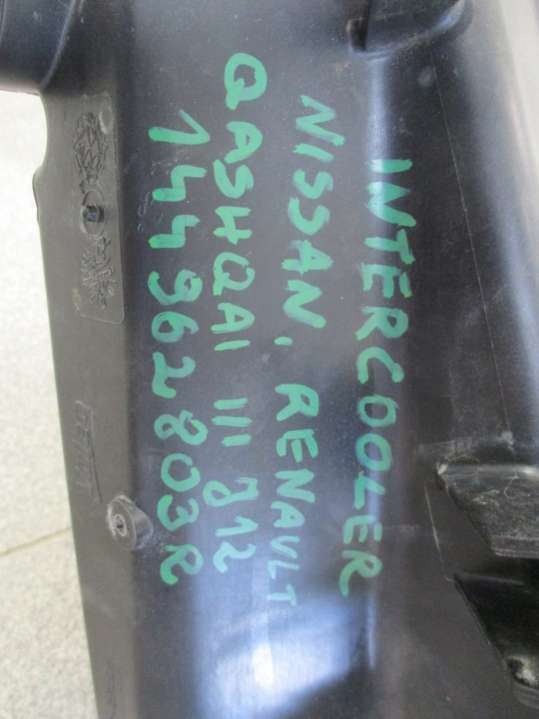 INTERCOOLER
NISSAN, RENAULT
QASHQAI III J12
144962803R